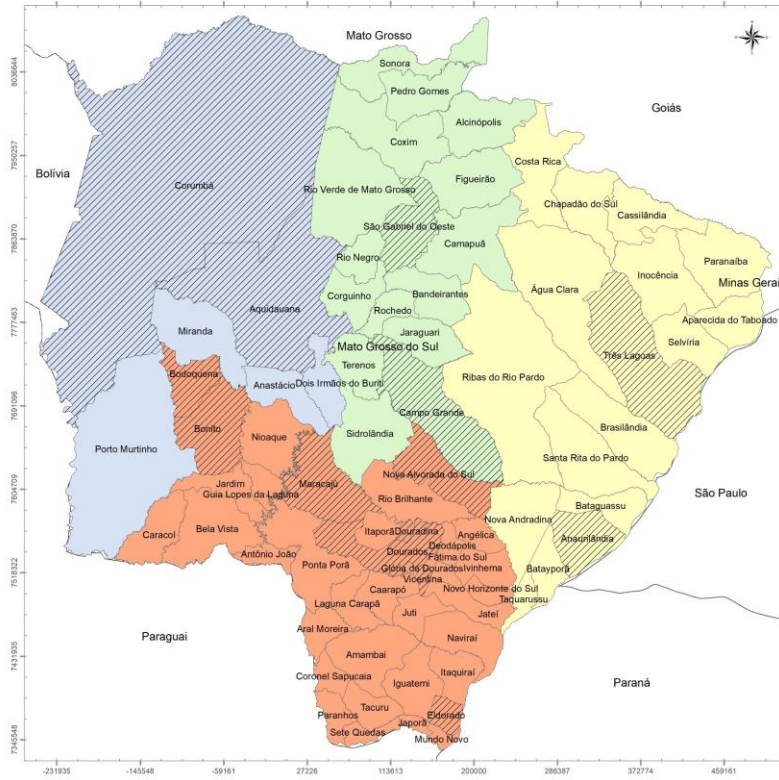 Mato Grosso
Sonora
Pedro Gomes
Goiás
Alcinópolis
Coxim
Costa Rica
Bolívia
Figueirão
Corumbá
Rio Verde de Mato Grosso
Chapadão do Sul
Cassilândia
São Gabriel do Oeste
Camapuã
Rio Negro
Paranaíba
Inocência
Água Clara
Minas Gerai
Corguinho
Bandeirantes
Aquidauana
Rochedo
Aparecida do Tabondo
Miranda
Jaraguari
Selvíria
Mato Grosso do Sul
Três Lagoas
Terenos
Bodoquena
Ribas do Rio Pardo
Anastácio
Dois Irmãos do Buriti
Campo Grande
Bonito
Brasilândia
Nioaque
Sidrolândia
Porto Murtinho
Santa Rita do Pardo
Nova Alvorada do Sul
Jardim
Maracajú
São Paulo
Guia Lopes da Laguna
Rio Brilhante
Bataguassu
Nova Andradina
Bela Vista
Caracol
Itaporã
Douradina
Angélica
Anaurilândia
Deodápolis
Antônio João
Dourados
Fátima do Sul
Ponta Porã
Glória de Dourados
Ivinhema
Batayporã
Vicentina
Caarapó
Novo Horizonte do Sul
Taquarussu
Laguna Carapã
Juti
Jateí
Aral Moreira
Paraguai
Naviraí
Amambai
Coronel Sapucaia
Itaquiraí
Iguatemi
Paraná
Tacuru
Paranhos
Eldorado
Japorã
Sete Quedas
Mundo Novo
8036644
7950257
7863870
7777483
7691096
7604709
7518322
7431935
7345548
-231935
-145548
-59161
27226
113613
200000
286387
372774
459161